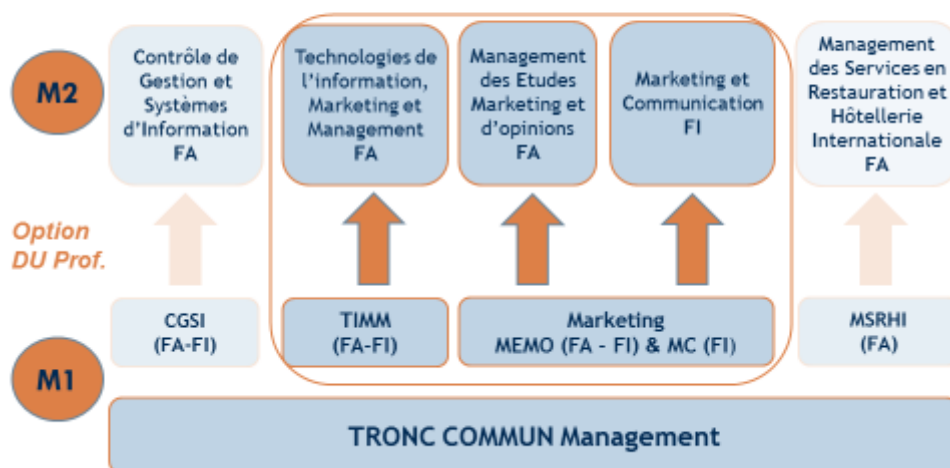 M2
Contrôle de
Gestion et
Systèmes
d'Information
FA
Technologies de
l'information,
Marketing et
Management
FA
Management
des Etudes
Marketing et
d'opinions
FA
Marketing et
Communication
FI
Management
des Services en
Restauration et
Hôtellerie
Internationale
FA
Option
DU Prof.
CGSI
(FA-FI)
TIMM
(FA-FI)
Marketing
MEMO (FA - FI) & MC (FI)
MSRHI
(FA)
M1
TRONC COMMUN Management